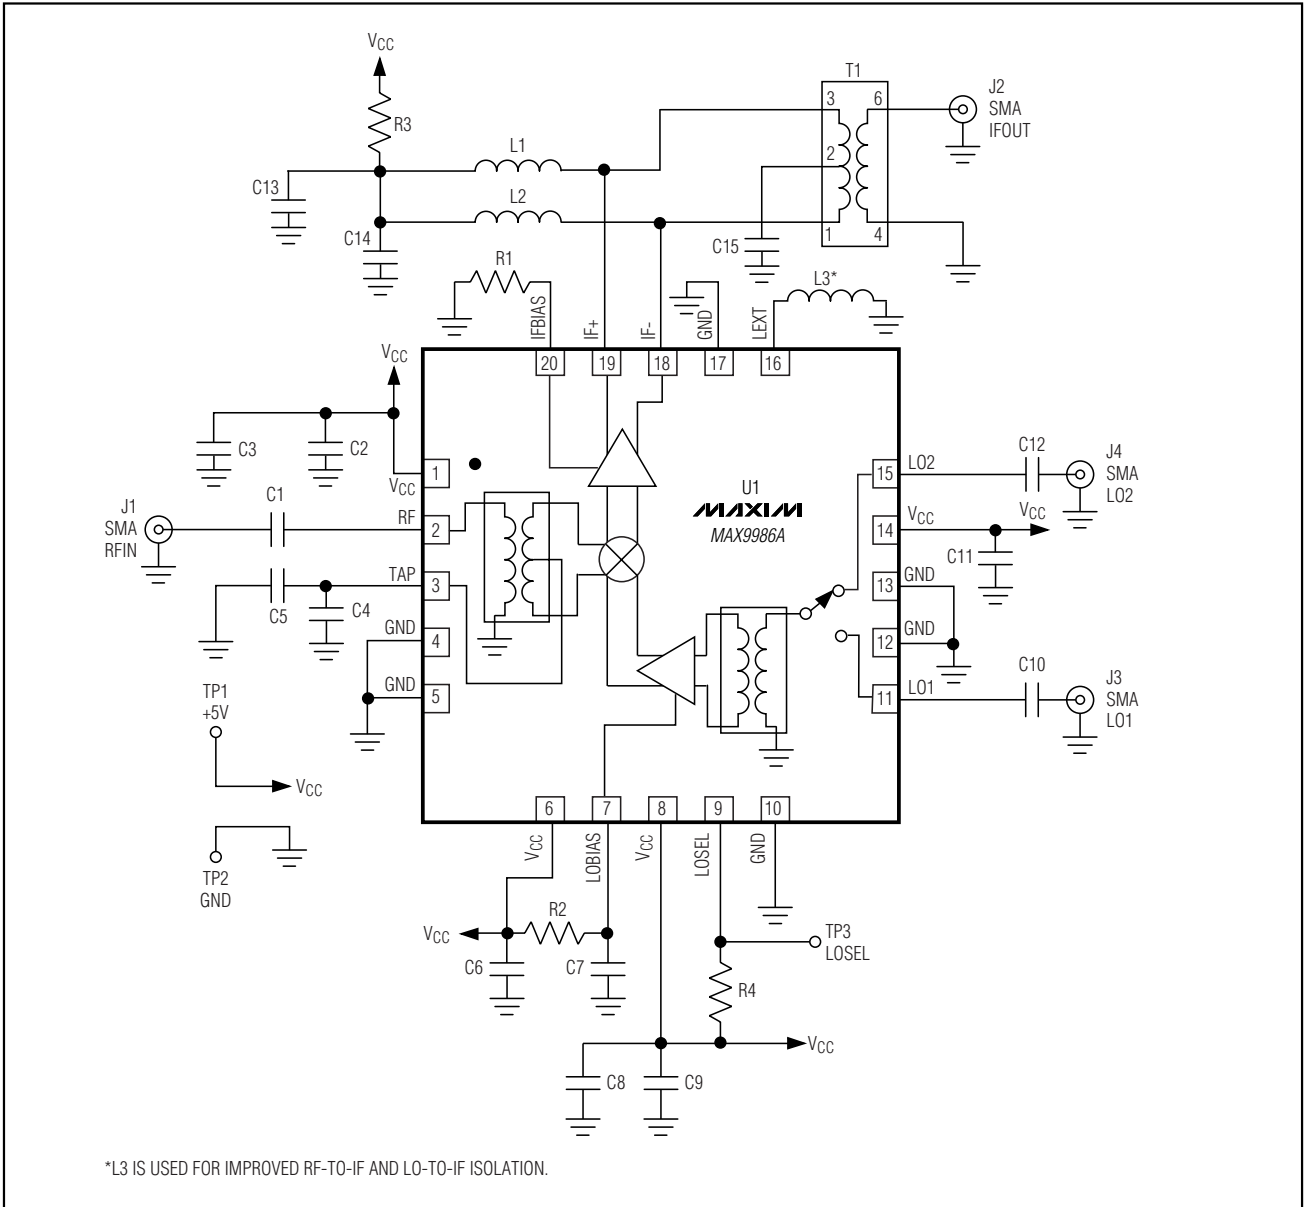 VCC
R3
C13
C14
L1
L2
T1
3
6
2
1
4
J2
SMA
IFOUT
C15
R1
L3*
IFBIAS
IF+
IF-
GND
LEXT
20
19
18
17
16
VCC
C3
C2
1
VCC
J1
SMA
RFIN
C1
RF
2
TAP
3
C5
C4
GND
4
GND
5
TP1
+5V
VCC
TP2
GND
U1
MAXIM
MAX9986A
15
LO2
C12
J4
SMA
LO2
14
VCC
VCC
C11
13
GND
12
GND
11
LO1
C10
J3
SMA
LO1
6
7
8
9
10
VCC
LOBIAS
VCC
LOSEL
GND
VCC
R2
C6
C7
TP3
LOSEL
R4
VCC
C8
C9
*L3 IS USED FOR IMPROVED RF-TO-IF AND LO-TO-IF ISOLATION.